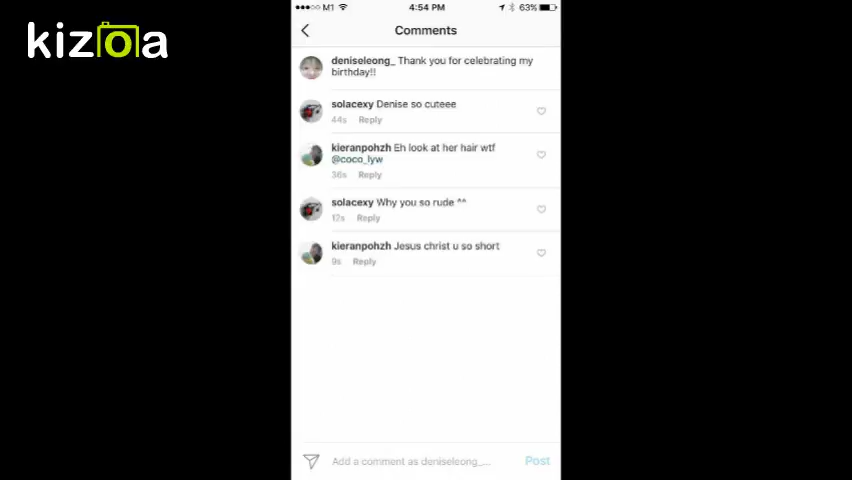 kizoa
M1 4:54 PM 63%
Comments
deniseleong_ Thank you for celebrating my
birthday!!
solacexy Denise so cuteee
44s Reply
kieranpohzh Eh look at her hair wtf
@coco_lyw
36s Reply
solacexy Why you so rude ^^
12s Reply
kieranpohzh Jesus christ u so short
9s Reply
Add a comment as deniseleong_... Post